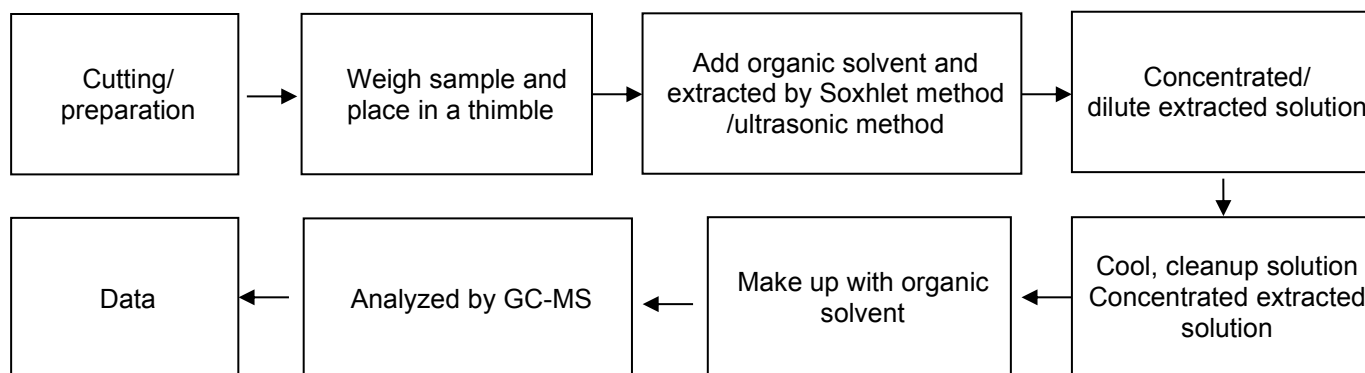 Cutting/
preparation
Weigh sample and
place in a thimble
Add organic solvent and
extracted by Soxhlet method
/ultrasonic method
Concentrated/
dilute extracted solution
Cool, cleanup solution
Concentrated extracted
solution
Make up with organic
solvent
Analyzed by GC-MS
Data